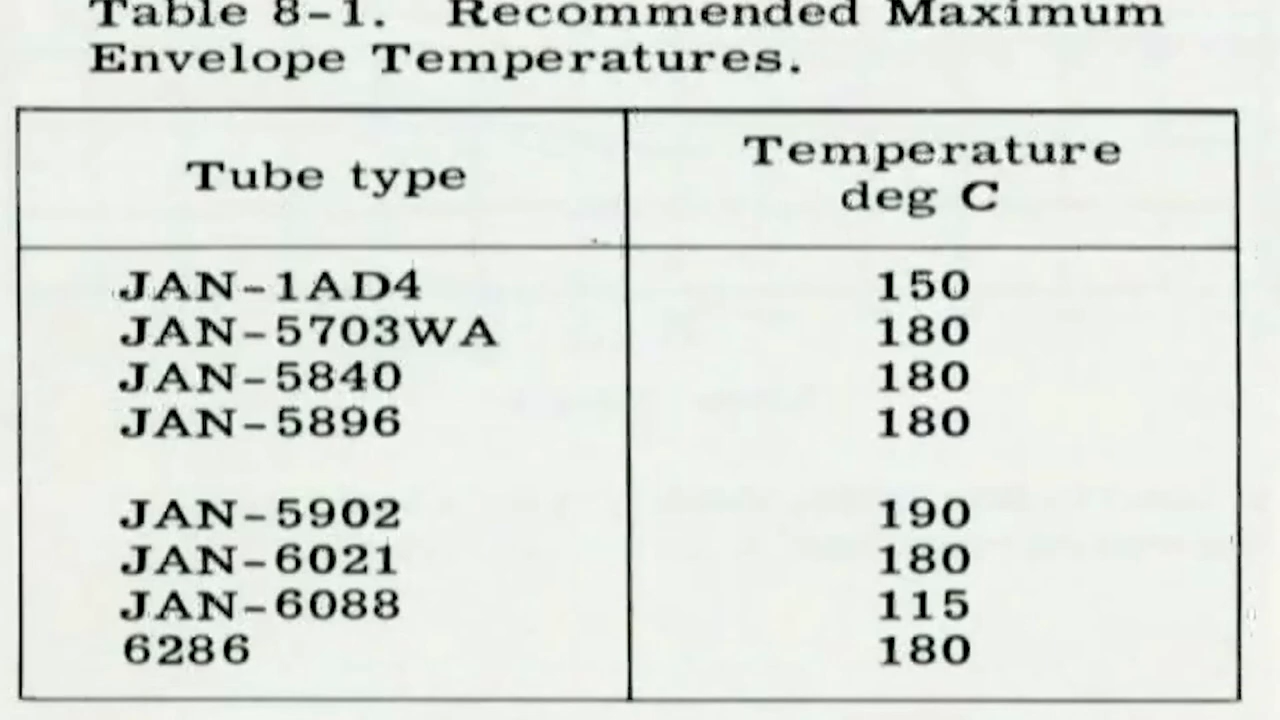 Table 8-1. Recommended Maximum
Envelope Temperatures.
Tube type
Temperature
deg C
JAN-1AD4 150
JAN-5703WA 180
JAN-5840 180
JAN-5896 180
JAN-5902 190
JAN-6021 180
JAN-6088 115
6286 180